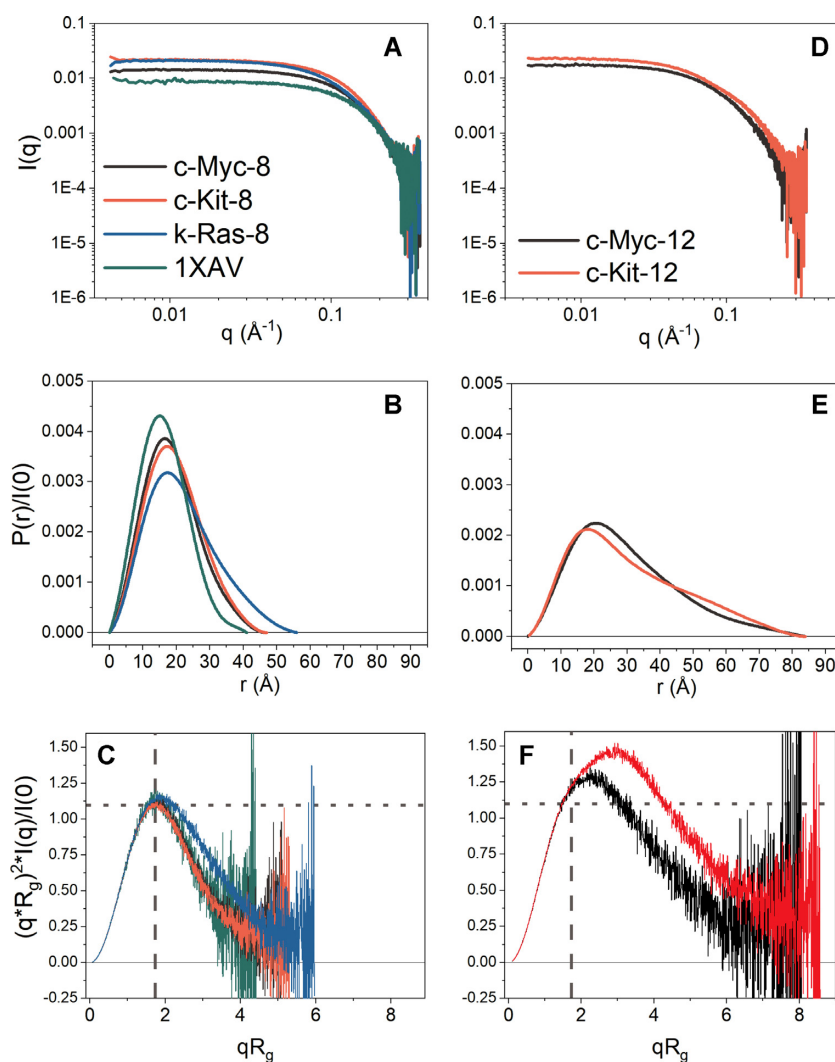 A
I(q)
0.1
0.01
0.001
1E-4
1E-5
1E-6
c-Myc-8
c-Kit-8
k-Ras-8
1XAV
0.01
0.1
q (Å-1)
D
0.1
0.01
0.001
1E-4
1E-5
1E-6
c-Myc-12
c-Kit-12
0.01
0.1
q (Å-1)
B
P(r)/I(0)
0.005
0.004
0.003
0.002
0.001
0.000
0 10 20 30 40 50 60 70 80 90
r (Å)
E
0.005
0.004
0.003
0.002
0.001
0.000
0 10 20 30 40 50 60 70 80 90
r (Å)
C
(q*Rg)2*I(q)/I(0)
1.50
1.25
1.00
0.75
0.50
0.25
0.00
-0.25
0 2 4 6 8
qRg
F
1.50
1.25
1.00
0.75
0.50
0.25
0.00
-0.25
0 2 4 6 8
qRg